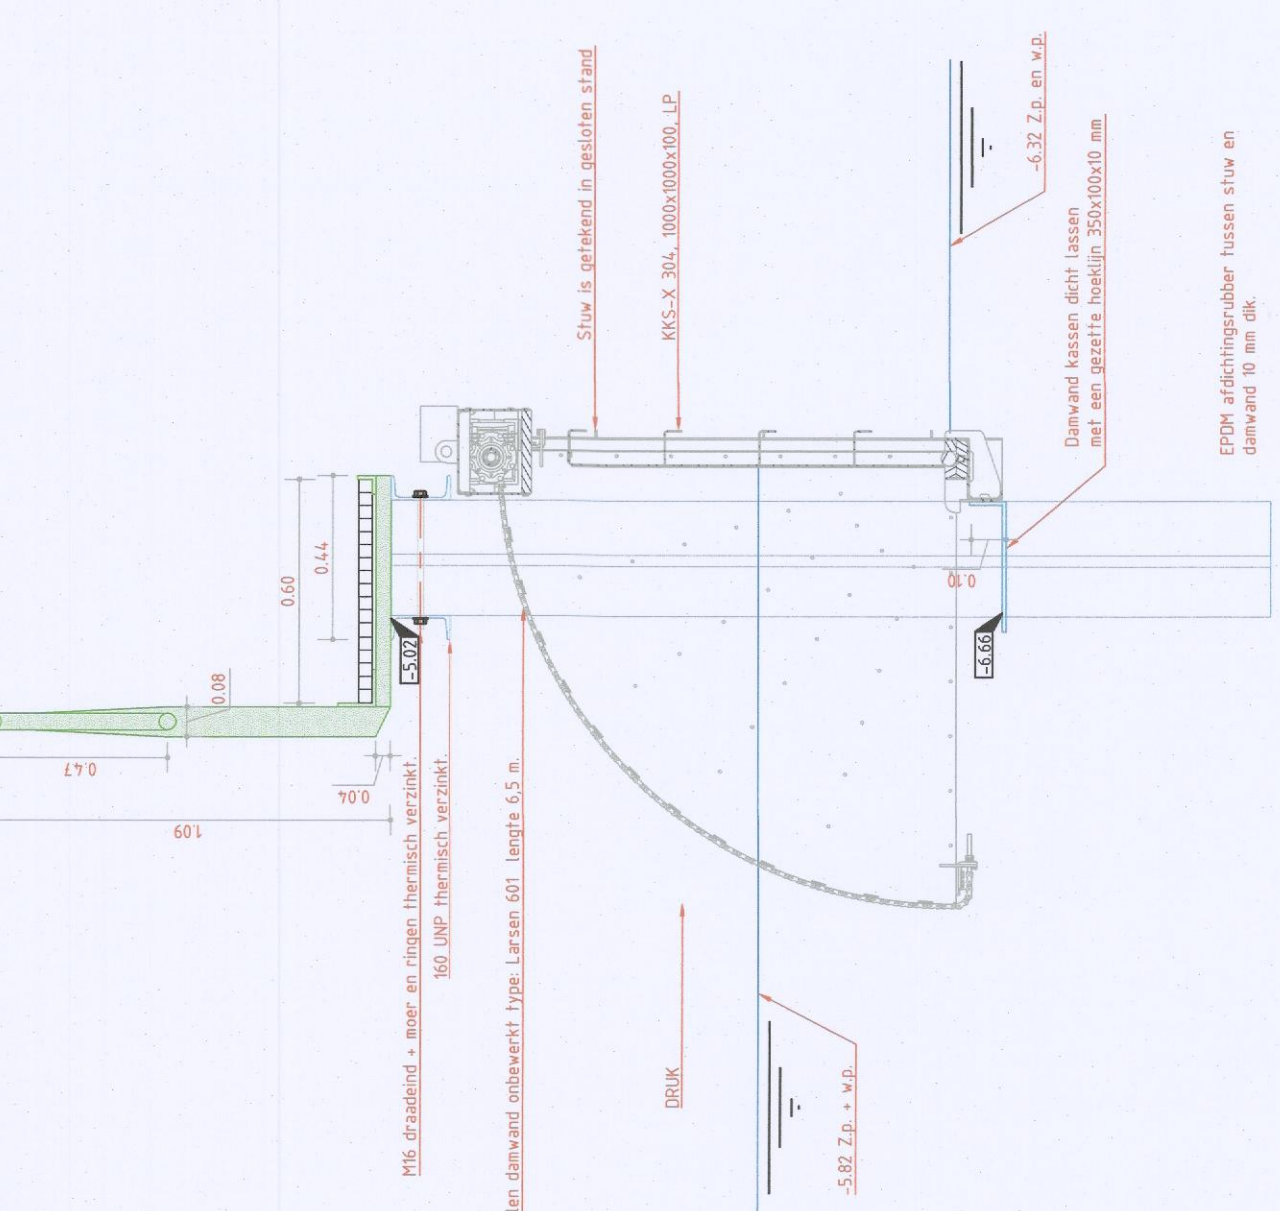 Stuw is getekend in gesloten stand
KKS-X 304, 1000x1000x100, LP
-6.32 Z.p. en w.p.
Damwand kassen dicht lassen
met een gezette hoeklijn 350x100x10 mm
EPDM afdichtingsrubber tussen stuw en
damwand 10 mm dik.
0.60
0.44
0.08
0.47
0.04
1.09
-5.02
0.10
-6.66
M16 draadeind + moer en ringen thermisch verzinkt.
160 UNP thermisch verzinkt.
len damwand onbewerkt type: Larsen 601 lengte 6,5 m.
DRUK
-5.82 Z.p. + w.p.